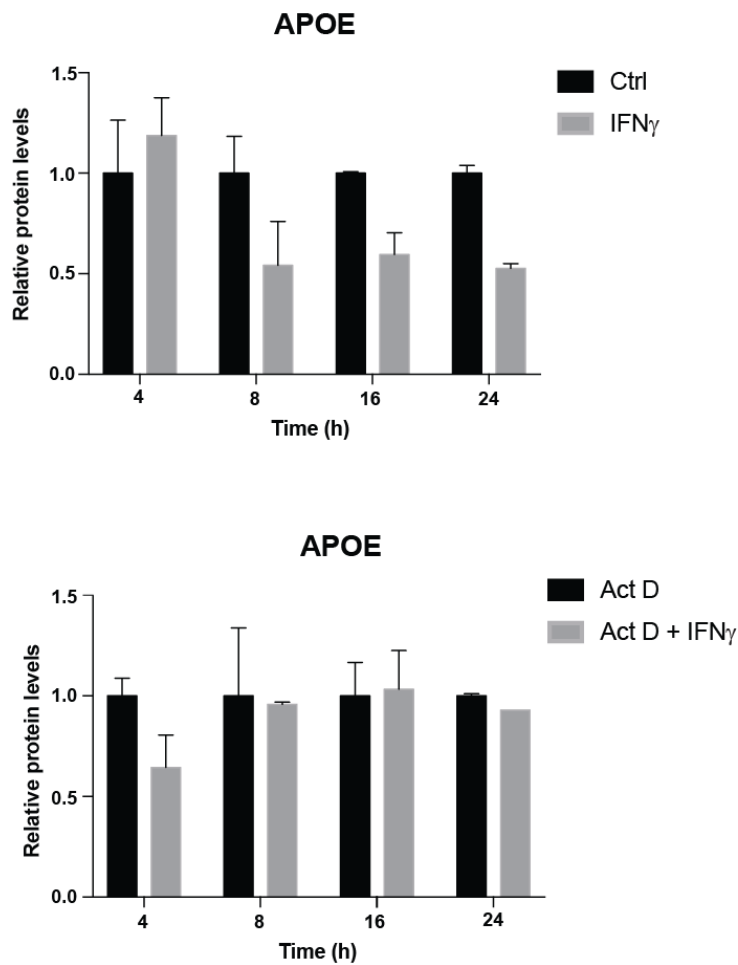 APOE
Ctrl
IFNγ
Relative protein levels
1.5
1.0
0.5
0.0
4 8 16 24
Time (h)
APOE
Act D
Act D + IFNγ
Relative protein levels
1.5
1.0
0.5
0.0
4 8 16 24
Time (h)